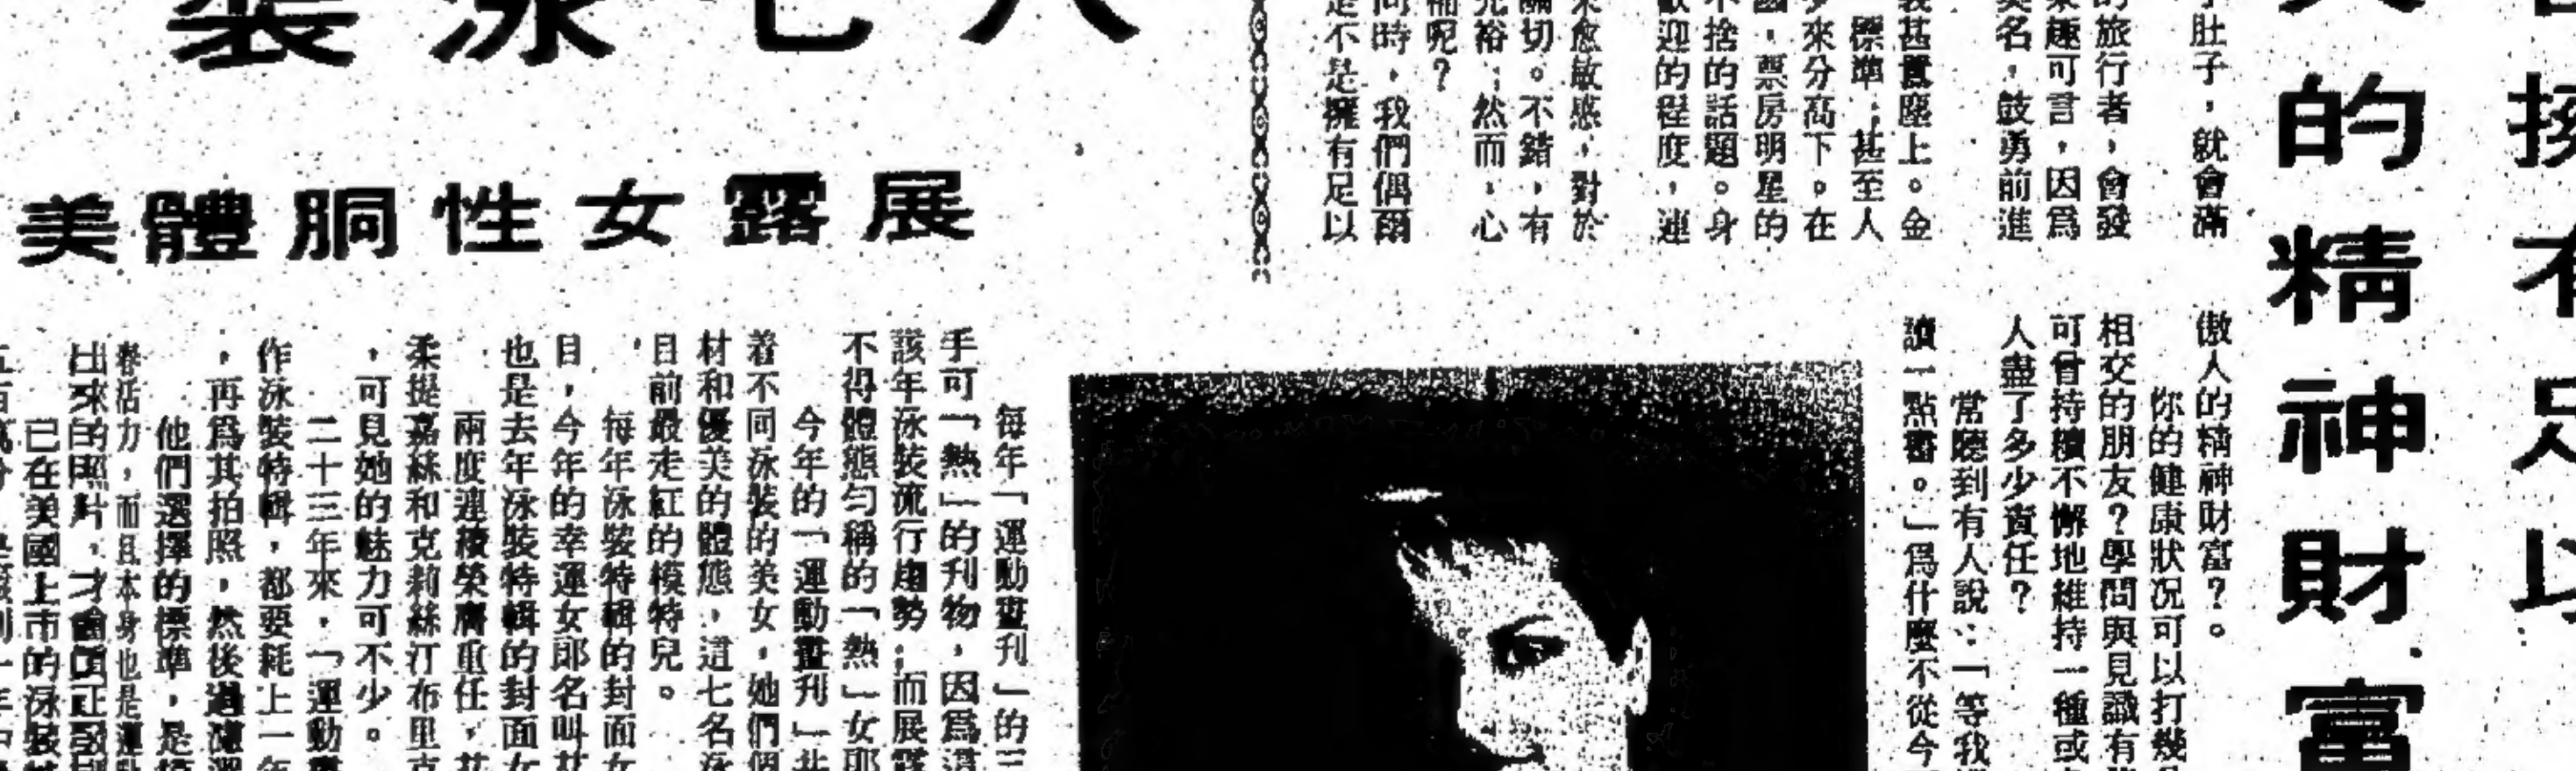 擁有足以
的精神財富
子肚子，就會滿
的旅行者，會發
樂趣可言，因爲
美名，鼓勇前進
甚囂塵上。金
標準；甚至人
少來分高下。在
國，票房明星的
不捨的話題。身
歡迎的程度，連
來愈敏感，對於
關切。不錯，有
充裕；然而，心
補呢？
同時，我們偶爾
是不是擁有足以
傲人的精神財富？。
你的健康狀況可以打幾
相交的朋友？學問與見識有
可曾持續不懈地維持一種或
人盡了多少責任？
常聽到有人說：「等我
讀一點書。」爲什麼不從今
泳裝
展露女性胴體美
每年「運動畫刊」的三
手可「熱」的刊物，因爲這
該年泳裝流行趨勢；而展露
不得體態勻稱的「熱」女郎
今年的「運動畫刊」共
着不同泳裝的美女，她們個
材和優美的體態，這七名泳
目前最走紅的模特兒。
每年泳裝特輯的封面女
目，今年的幸運女郎名叫
也是去年泳裝特輯的封面女
兩度連續榮膺重任，
柔提嘉絲和克莉絲汀布里克
，可見她的魅力可不少。
二十三年來，「運動畫
作泳裝特輯，都要耗上一年
，再爲其拍照，然後過濾選
他們選擇的標準，是
春活力，而且本身也是運動
出來的照片，才會
已在美國上市的泳裝特